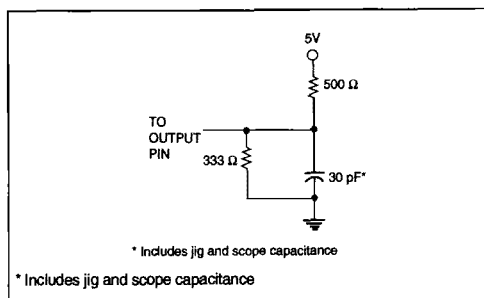 5V
500 Ω
TO
OUTPUT
PIN
333 Ω
30 pF*
* Includes jig and scope capacitance
* Includes jig and scope capacitance